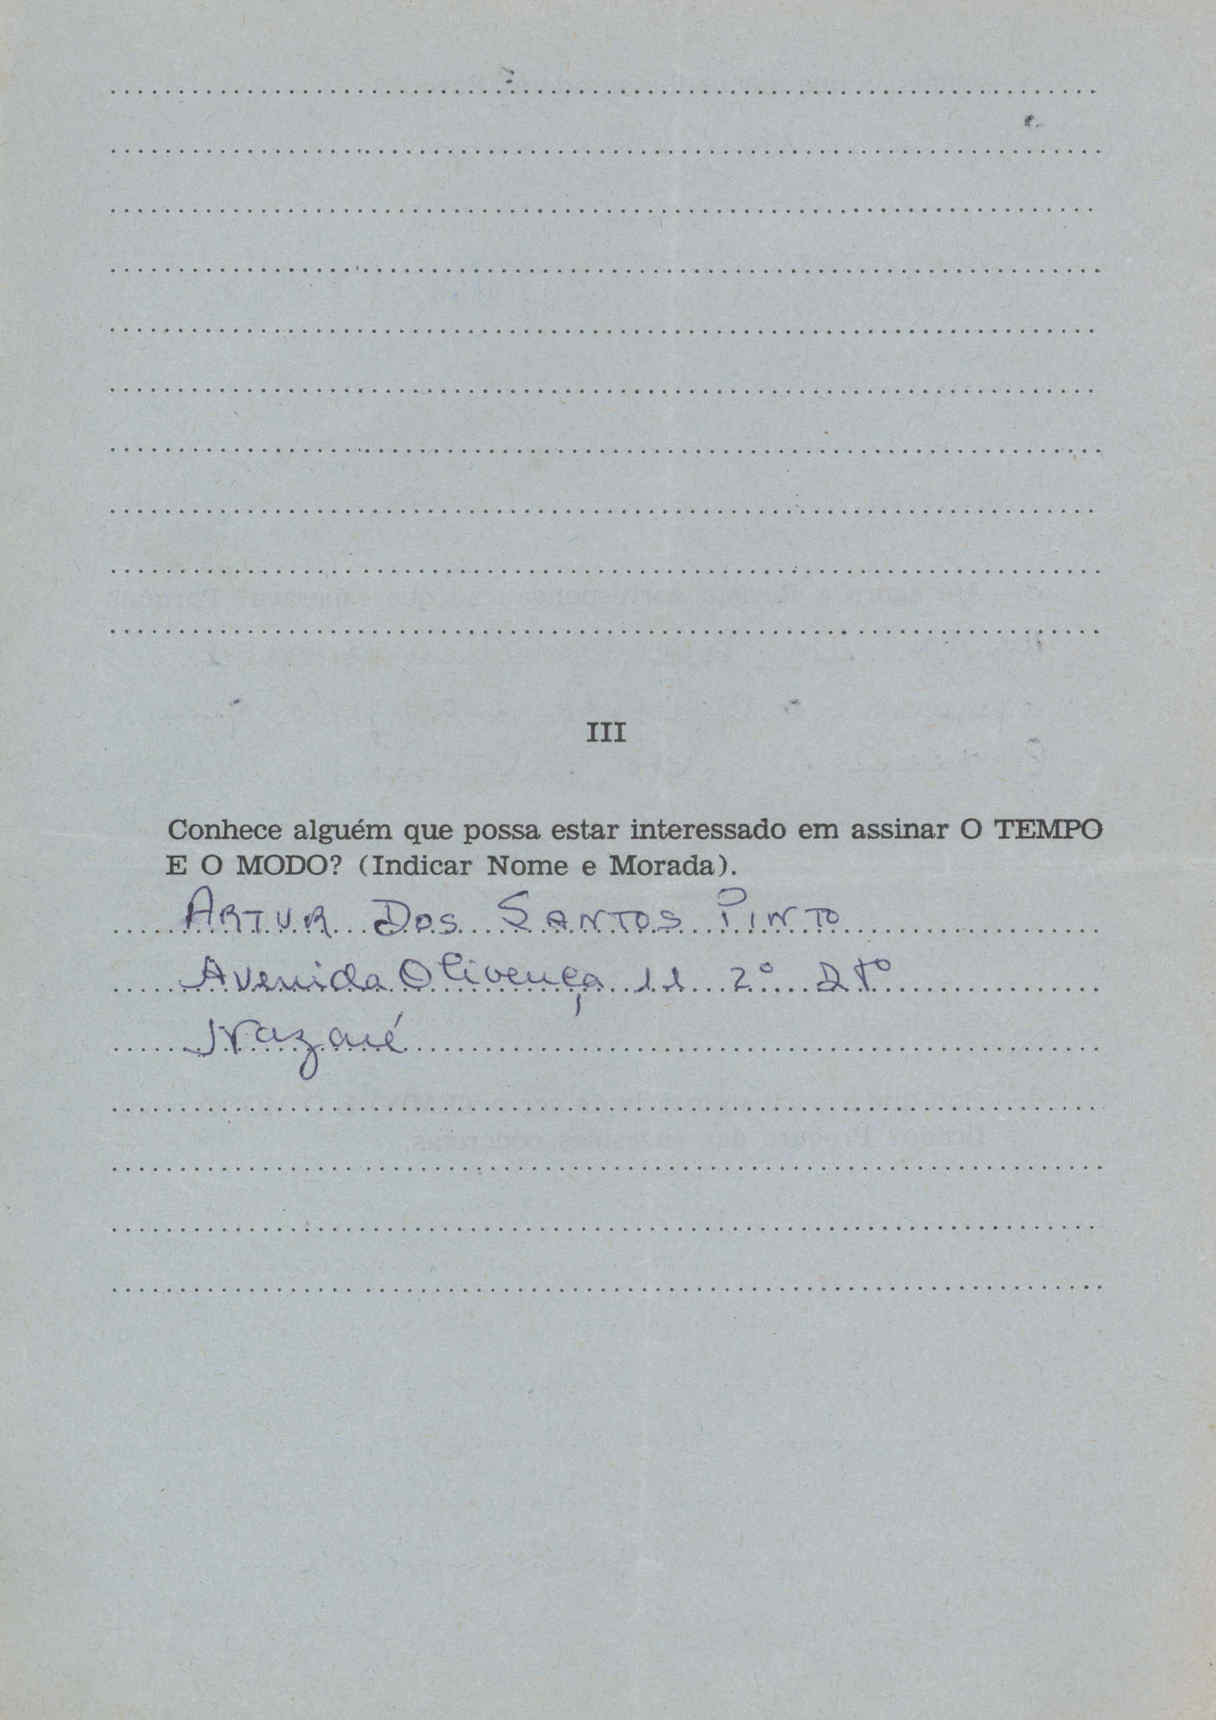 III
Conhece alguém que possa estar interessado em assinar O TEMPO
E O MODO? (Indicar Nome e Morada).
ARTUR DOS SANTOS PINTO
Avenida Olivença 11 2º Dtº
Nazaré